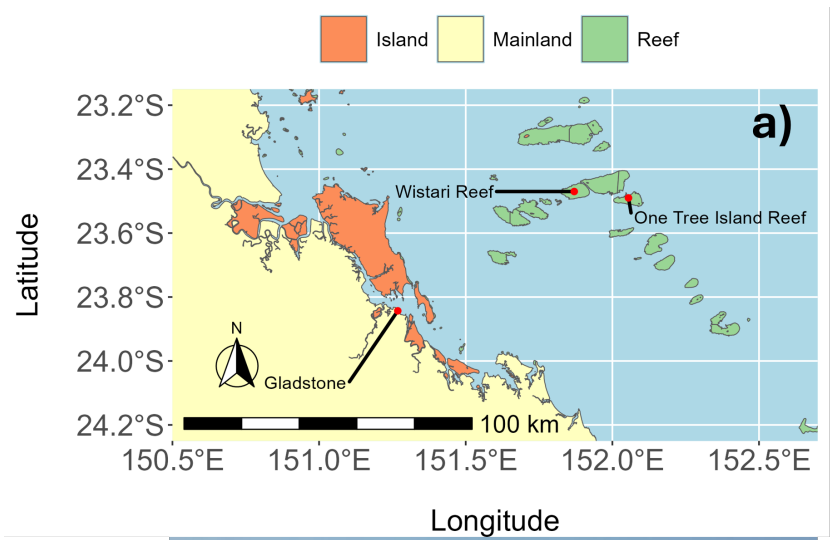 Island Mainland Reef
a)
23.2°S
23.4°S
Wistari Reef
One Tree Island Reef
23.6°S
Latitude
23.8°S
N
24.0°S
Gladstone
24.2°S
100 km
150.5°E 151.0°E 151.5°E 152.0°E 152.5°E
Longitude